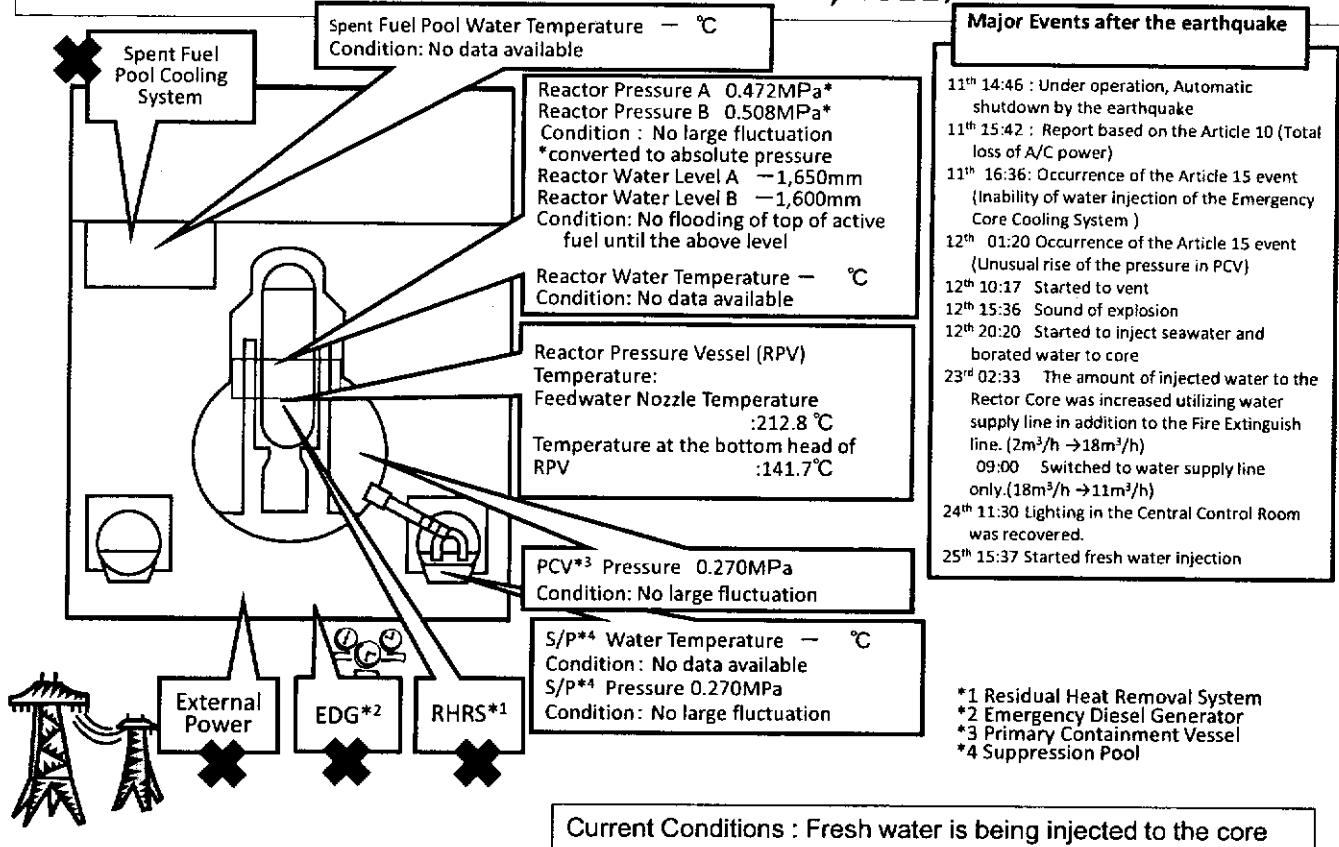 Spent Fuel
Pool Cooling
System
Spent Fuel Pool Water Temperature － ℃
Condition: No data available
Reactor Pressure A 0.472MPa*
Reactor Pressure B 0.508MPa*
Condition : No large fluctuation
*converted to absolute pressure
Reactor Water Level A －1,650mm
Reactor Water Level B －1,600mm
Condition: No flooding of top of active
fuel until the above level
Reactor Water Temperature － ℃
Condition: No data available
Reactor Pressure Vessel (RPV)
Temperature:
Feedwater Nozzle Temperature
:212.8 ℃
Temperature at the bottom head of
RPV :141.7℃
PCV*3 Pressure 0.270MPa
Condition: No large fluctuation
S/P*4 Water Temperature － ℃
Condition: No data available
S/P*4 Pressure 0.270MPa
Condition: No large fluctuation
External
Power
EDG*2
RHRS*1
Major Events after the earthquake
11th 14:46 : Under operation, Automatic
shutdown by the earthquake
11th 15:42 : Report based on the Article 10 (Total
loss of A/C power)
11th 16:36: Occurrence of the Article 15 event
(Inability of water injection of the Emergency
Core Cooling System )
12th 01:20 Occurrence of the Article 15 event
(Unusual rise of the pressure in PCV)
12th 10:17 Started to vent
12th 15:36 Sound of explosion
12th 20:20 Started to inject seawater and
borated water to core
23rd 02:33 The amount of injected water to the
Rector Core was increased utilizing water
supply line in addition to the Fire Extinguish
line. (2m³/h →18m³/h)
09:00 Switched to water supply line
only.(18m³/h →11m³/h)
24th 11:30 Lighting in the Central Control Room
was recovered.
25th 15:37 Started fresh water injection
*1 Residual Heat Removal System
*2 Emergency Diesel Generator
*3 Primary Containment Vessel
*4 Suppression Pool
Current Conditions : Fresh water is being injected to the core